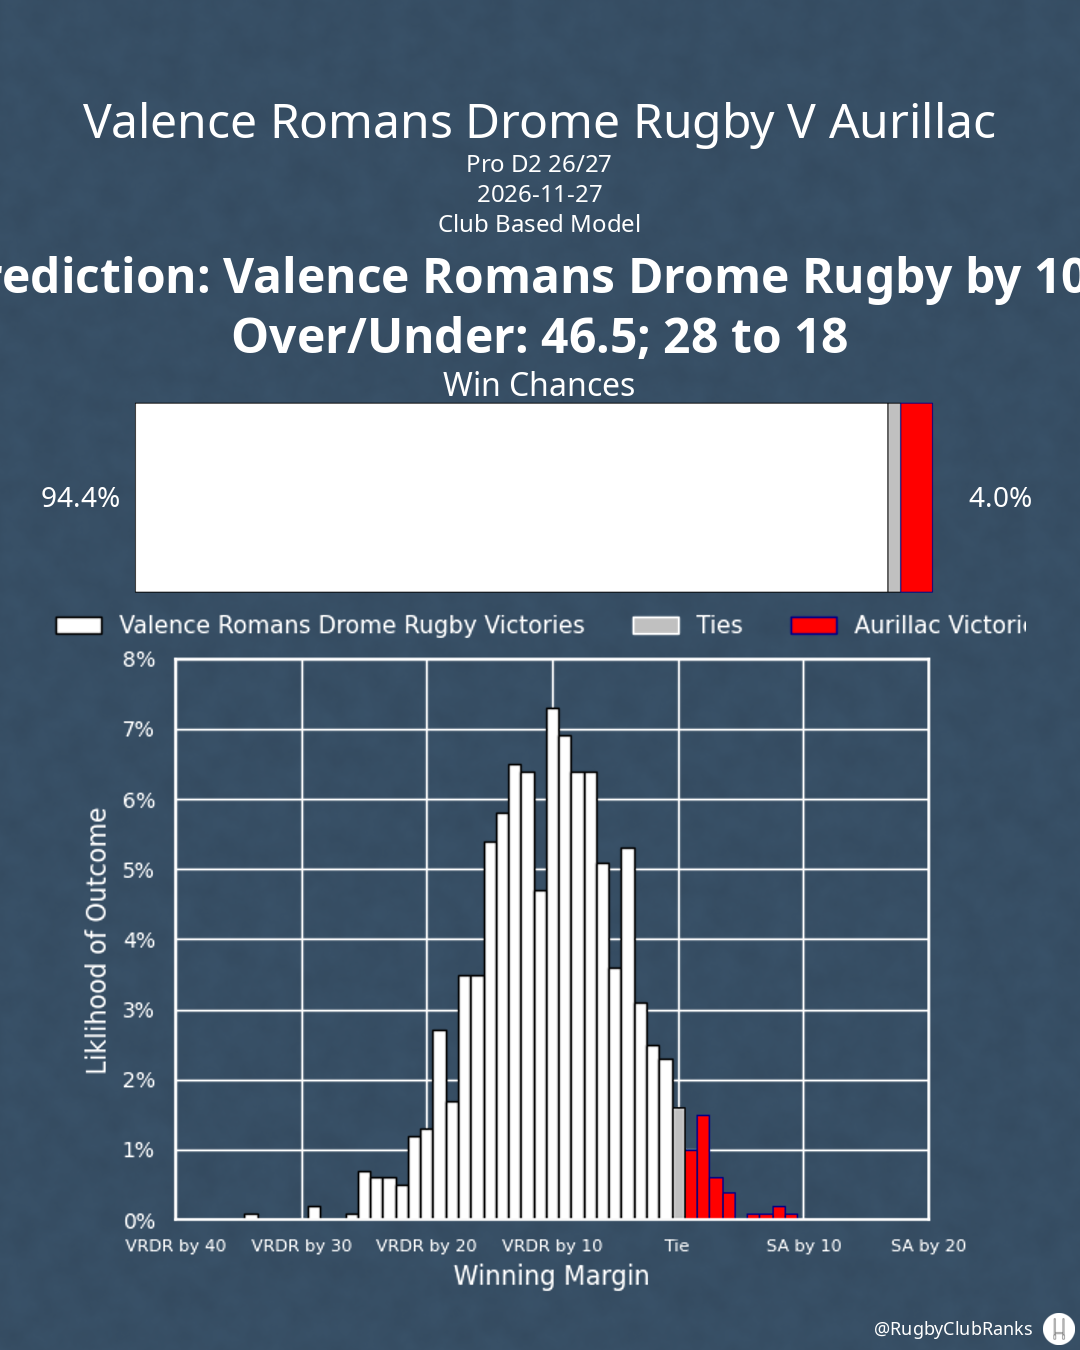 Valence Romans Drome Rugby V Aurillac
Pro D2 26/27
2026-11-27
Club Based Model
rediction: Valence Romans Drome Rugby by 10
Over/Under: 46.5; 28 to 18
Win Chances
94.4%
4.0%
Valence Romans Drome Rugby Victories Ties Aurillac Victori
8%
7%
6%
5%
4%
3%
2%
1%
0%
Liklihood of Outcome
VRDR by 40 VRDR by 30 VRDR by 20 VRDR by 10 Tie SA by 10 SA by 20
Winning Margin
@RugbyClubRanks